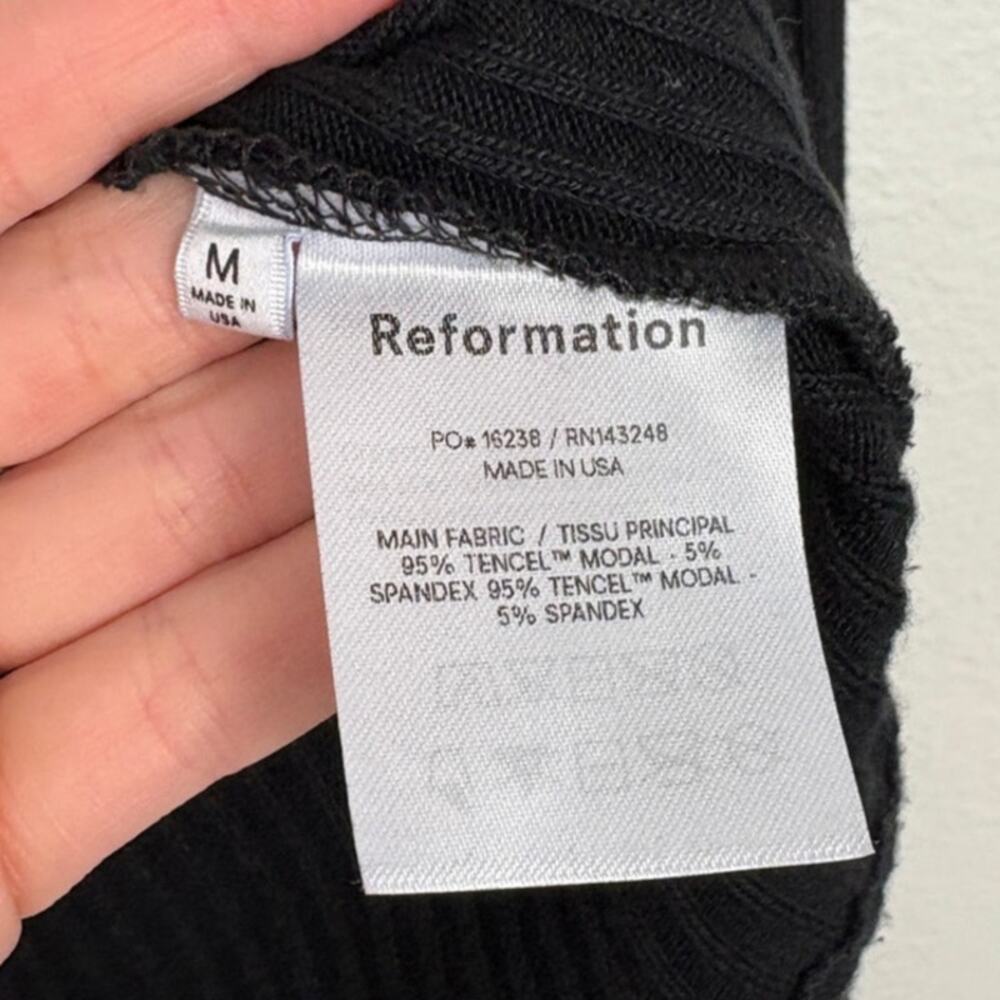 M
MADE IN
USA
Reformation
PO# 16238 / RN143248
MADE IN USA
MAIN FABRIC / TISSU PRINCIPAL
95% TENCEL™ MODAL - 5%
SPANDEX 95% TENCEL™ MODAL -
5% SPANDEX